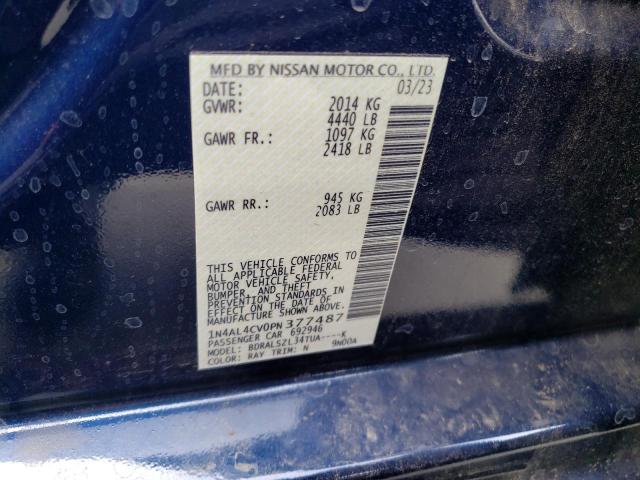 MFD BY NISSAN MOTOR CO., LTD.
DATE: 03/23
GVWR: 2014 KG
4440 LB
GAWR FR.: 1097 KG
2418 LB
GAWR RR.: 945 KG
2083 LB
THIS VEHICLE CONFORMS TO
ALL APPLICABLE FEDERAL
MOTOR VEHICLE SAFETY,
BUMPER, AND THEFT
PREVENTION STANDARDS IN
EFFECT ON THE DATE OF
MANUFACTURE SHOWN ABOVE.
1N4AL4CV0PN377487
PASSENGER CAR 692946
MODEL: BDRALSZL34TUA----K
COLOR: RAY TRIM: N 9N00A